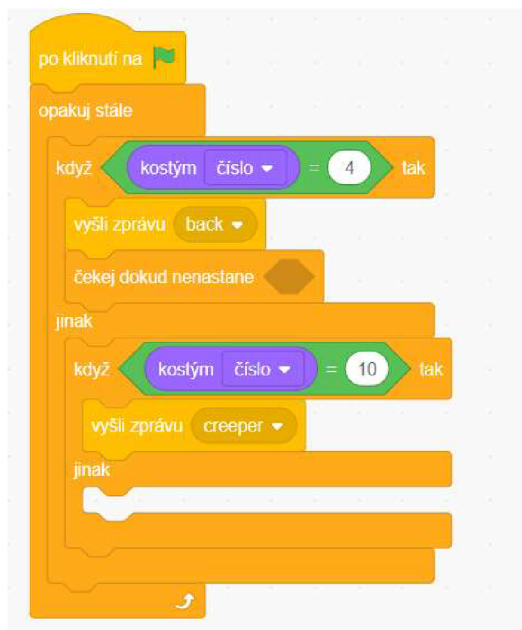 po kliknutí na
opakuj stále
když kostým číslo = 4 tak
vyšli zprávu back
čekej dokud nenastane
jinak
když kostým číslo = 10 tak
vyšli zprávu creeper
jinak